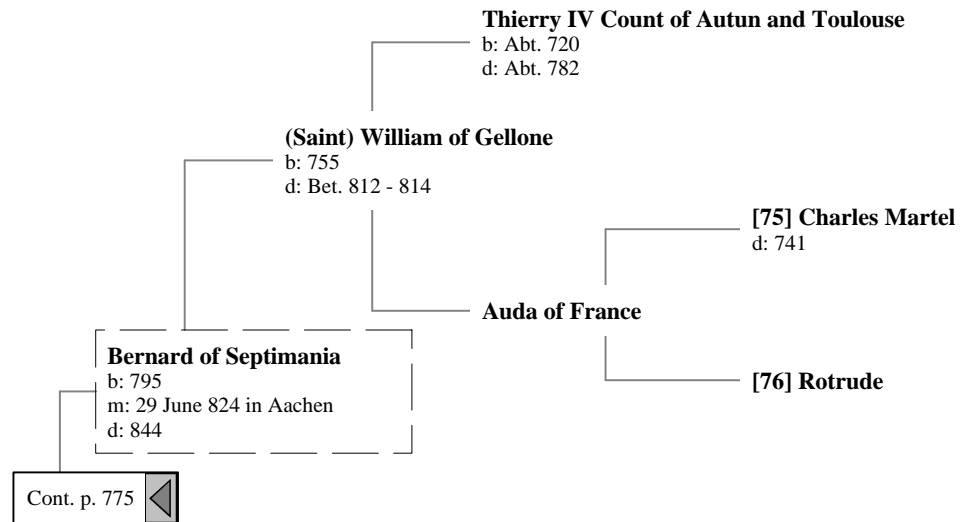 Thierry IV Count of Autun and Toulouse
b: Abt. 720
d: Abt. 782
(Saint) William of Gellone
b: 755
d: Bet. 812 - 814
[75] Charles Martel
d: 741
Auda of France
Bernard of Septimania
b: 795
m: 29 June 824 in Aachen
d: 844
[76] Rotrude
Cont. p. 775